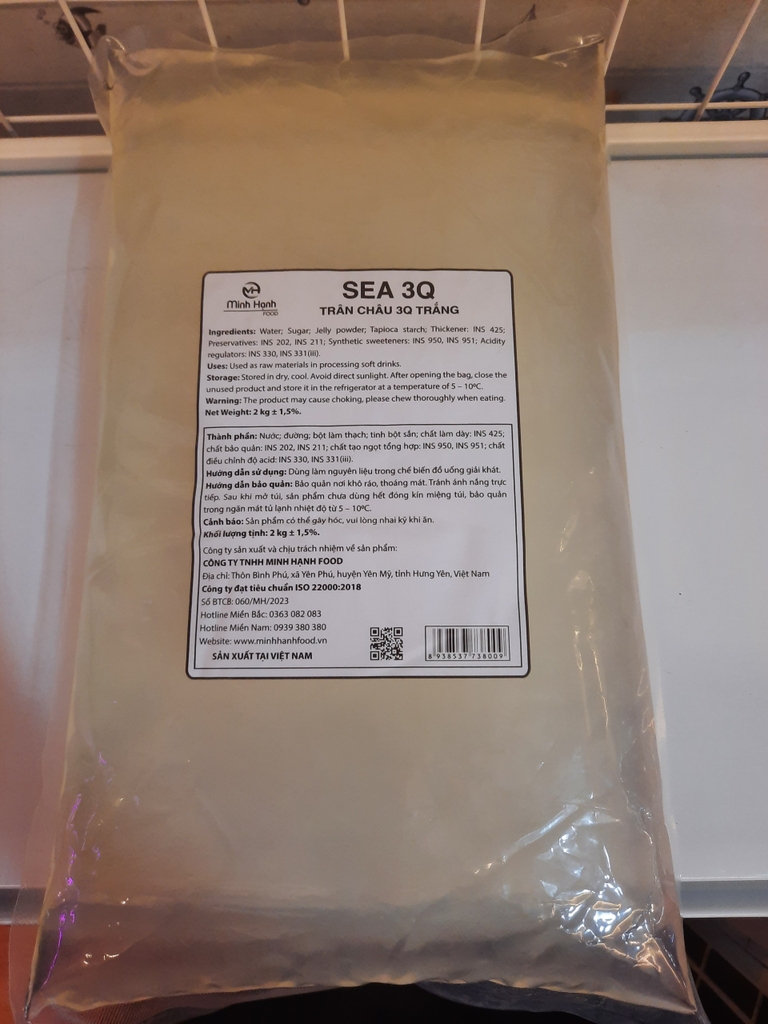 MH
Minh Hạnh
FOOD
SEA 3Q
TRÂN CHÂU 3Q TRẮNG
Ingredients: Water; Sugar; Jelly powder; Tapioca starch; Thickener: INS 425;
Preservatives: INS 202, INS 211; Synthetic sweeteners: INS 950, INS 951; Acidity
regulators: INS 330, INS 331(iii).
Uses: Used as raw materials in processing soft drinks.
Storage: Stored in dry, cool. Avoid direct sunlight. After opening the bag, close the
unused product and store it in the refrigerator at a temperature of 5 – 10ºC.
Warning: The product may cause choking, please chew thoroughly when eating.
Net Weight: 2 kg ± 1,5%.
Thành phần: Nước; đường; bột làm thạch; tinh bột sắn; chất làm dày: INS 425;
chất bảo quản: INS 202, INS 211; chất tạo ngọt tổng hợp: INS 950, INS 951; chất
điều chỉnh độ acid: INS 330, INS 331(iii).
Hướng dẫn sử dụng: Dùng làm nguyên liệu trong chế biến đồ uống giải khát.
Hướng dẫn bảo quản: Bảo quản nơi khô ráo, thoáng mát. Tránh ánh nắng trực
tiếp. Sau khi mở túi, sản phẩm chưa dùng hết đóng kín miệng túi, bảo quản
trong ngăn mát tủ lạnh nhiệt độ từ 5 – 10ºC.
Cảnh báo: Sản phẩm có thể gây hóc, vui lòng nhai kỹ khi ăn.
Khối lượng tịnh: 2 kg ± 1,5%.
Công ty sản xuất và chịu trách nhiệm về sản phẩm:
CÔNG TY TNHH MINH HẠNH FOOD
Địa chỉ: Thôn Bình Phú, xã Yên Phú, huyện Yên Mỹ, tỉnh Hưng Yên, Việt Nam
Công ty đạt tiêu chuẩn ISO 22000:2018
Số BTCB: 060/MH/2023
Hotline Miền Bắc: 0363 082 083
Hotline Miền Nam: 0939 380 380
Website: www.minhhanhfood.vn
SẢN XUẤT TẠI VIỆT NAM
8 938537 738009